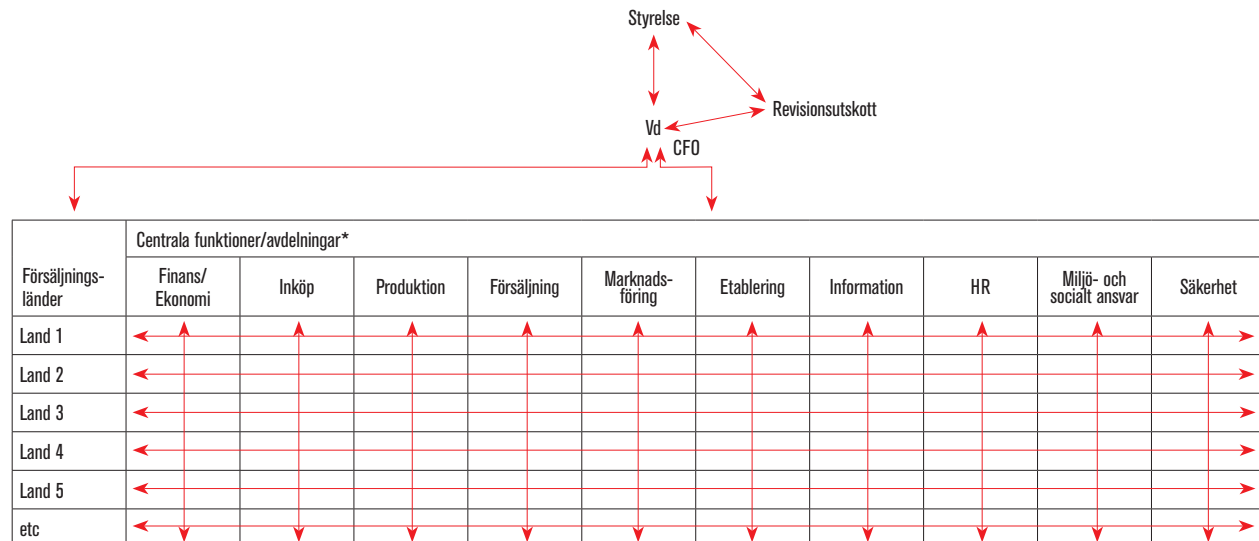 Styrelse
Revisionsutskott
Vd
CFO
Försäljnings-
länder
Centrala funktioner/avdelningar*
Finans/
Ekonomi
Inköp
Produktion
Försäljning
Marknads-
föring
Etablering
Information
HR
Miljö- och
socialt ansvar
Säkerhet
Land 1
Land 2
Land 3
Land 4
Land 5
etc